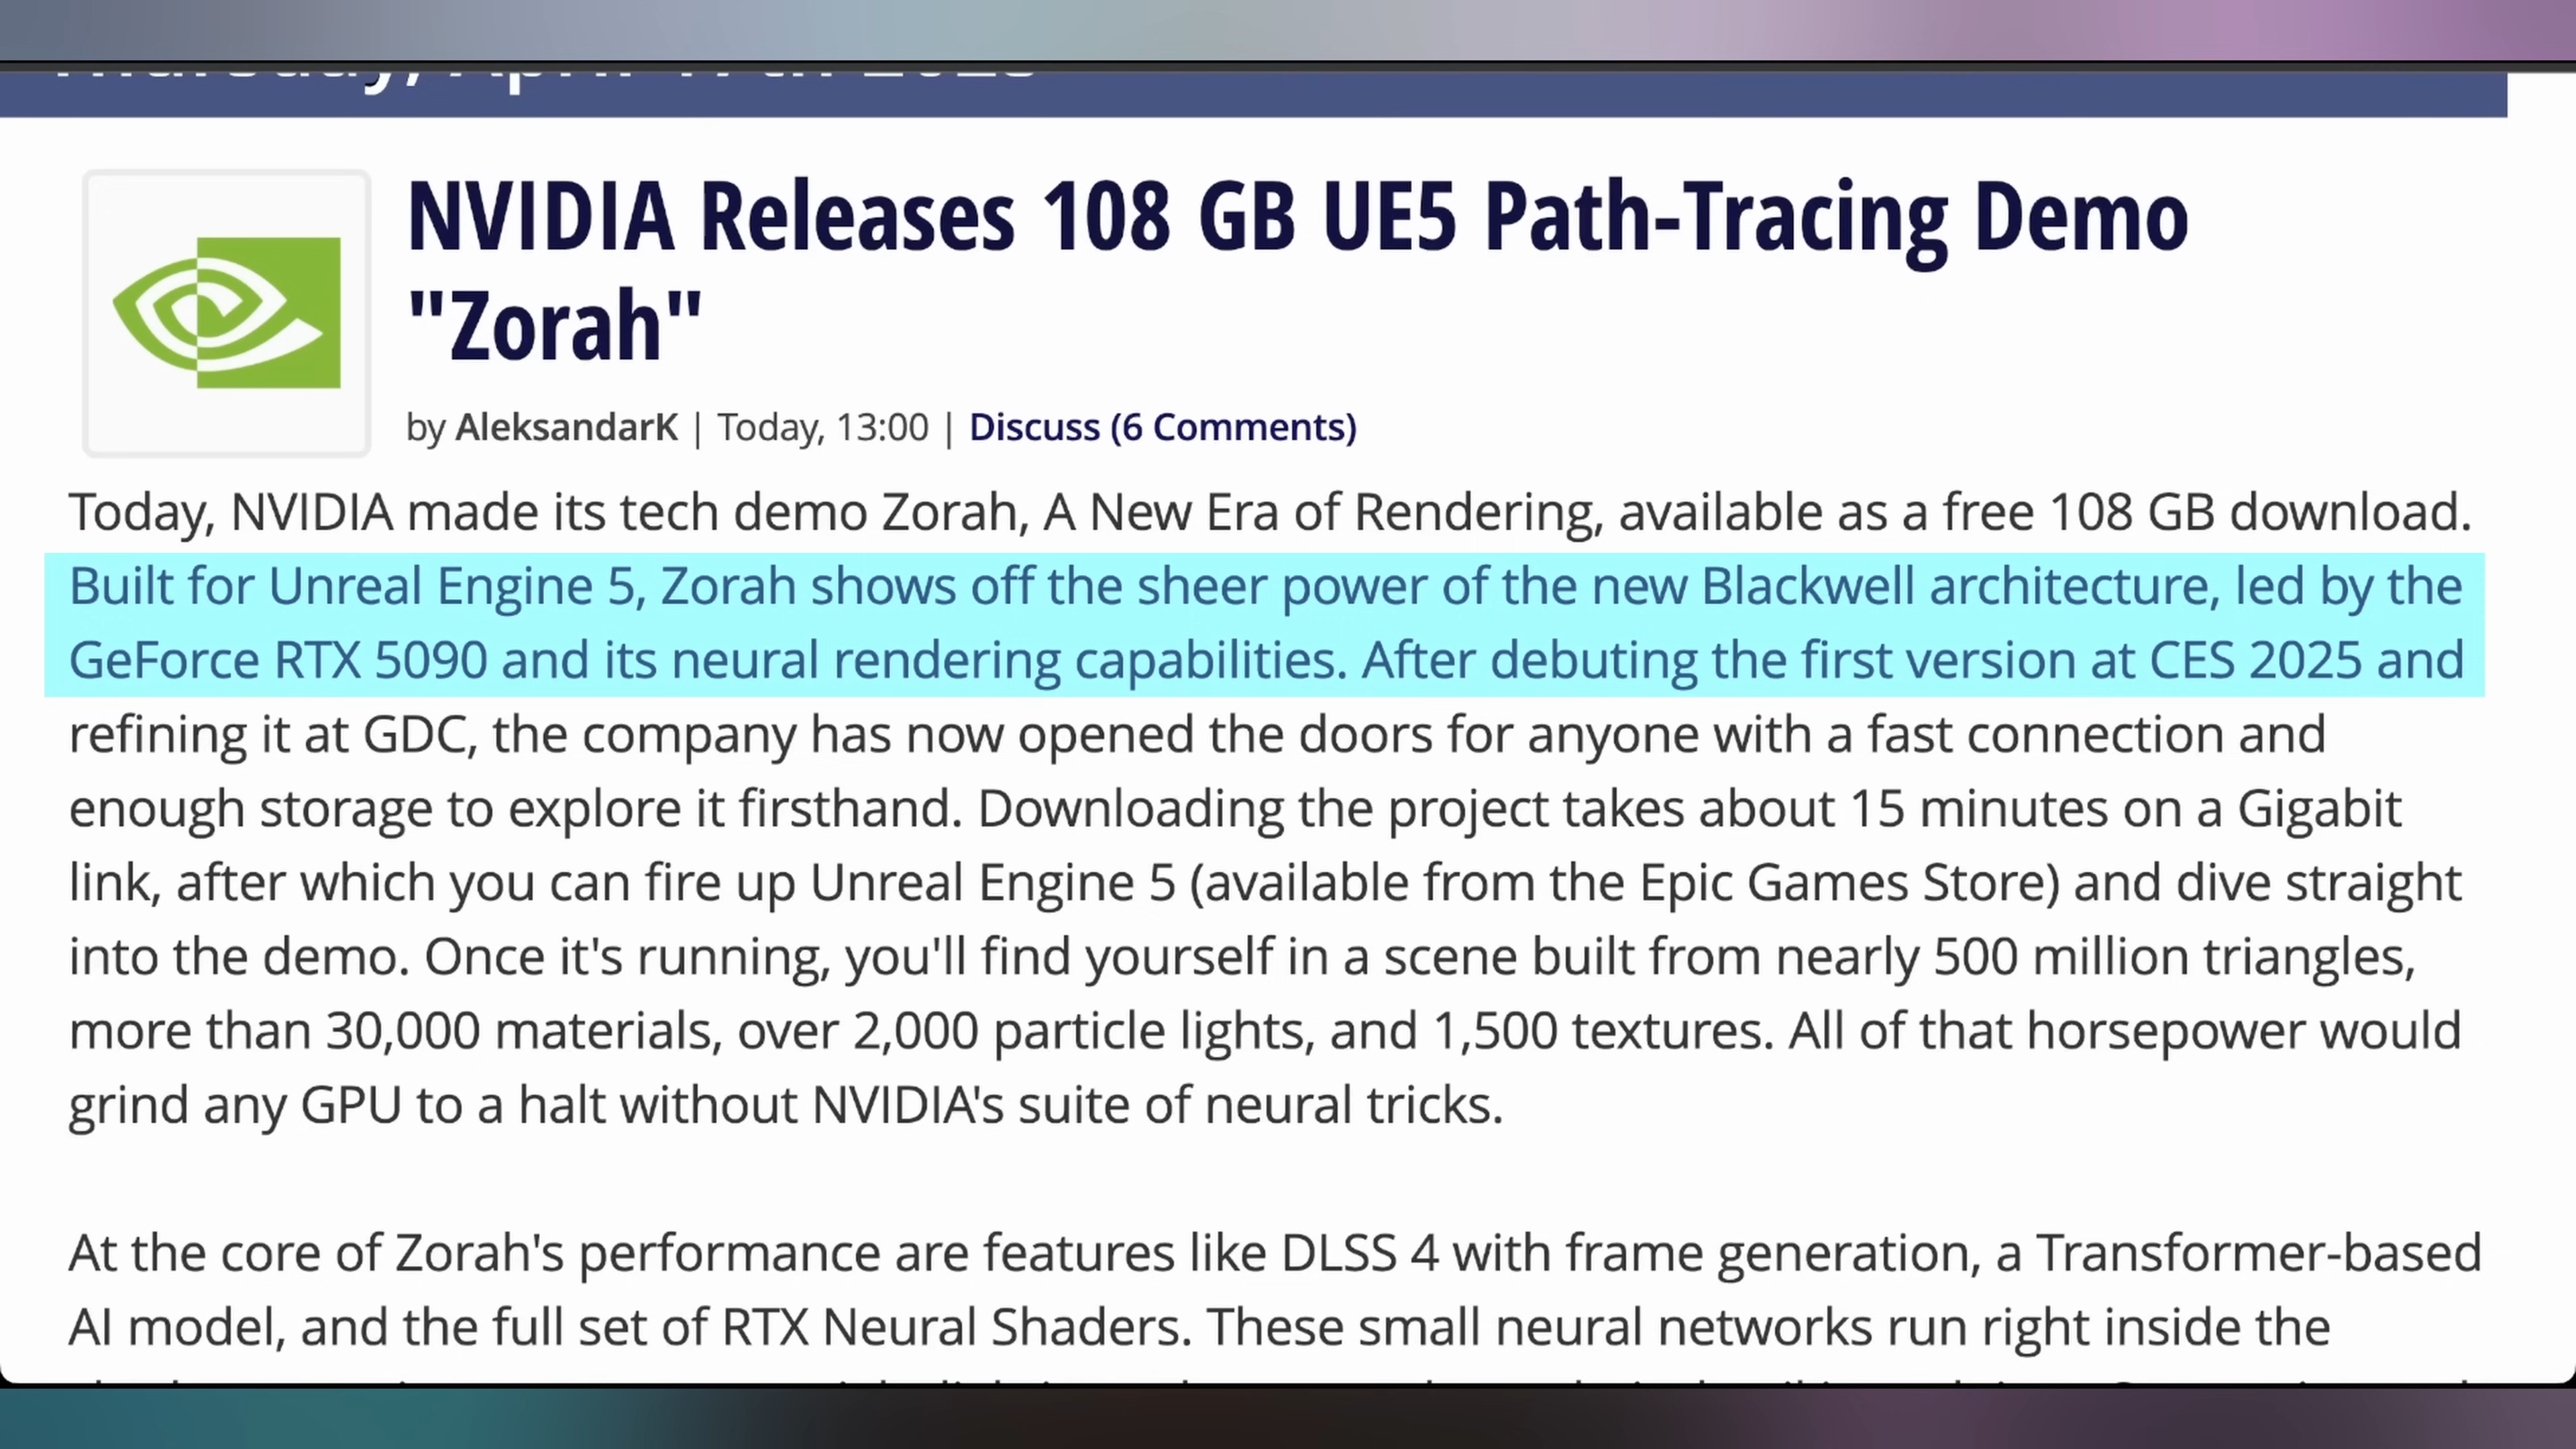 Thursday, April 17th 2025
NVIDIA Releases 108 GB UE5 Path-Tracing Demo
"Zorah"
by AleksandarK | Today, 13:00 | Discuss (6 Comments)
Today, NVIDIA made its tech demo Zorah, A New Era of Rendering, available as a free 108 GB download.
Built for Unreal Engine 5, Zorah shows off the sheer power of the new Blackwell architecture, led by the
GeForce RTX 5090 and its neural rendering capabilities. After debuting the first version at CES 2025 and
refining it at GDC, the company has now opened the doors for anyone with a fast connection and
enough storage to explore it firsthand. Downloading the project takes about 15 minutes on a Gigabit
link, after which you can fire up Unreal Engine 5 (available from the Epic Games Store) and dive straight
into the demo. Once it's running, you'll find yourself in a scene built from nearly 500 million triangles,
more than 30,000 materials, over 2,000 particle lights, and 1,500 textures. All of that horsepower would
grind any GPU to a halt without NVIDIA's suite of neural tricks.
At the core of Zorah's performance are features like DLSS 4 with frame generation, a Transformer-based
AI model, and the full set of RTX Neural Shaders. These small neural networks run right inside the